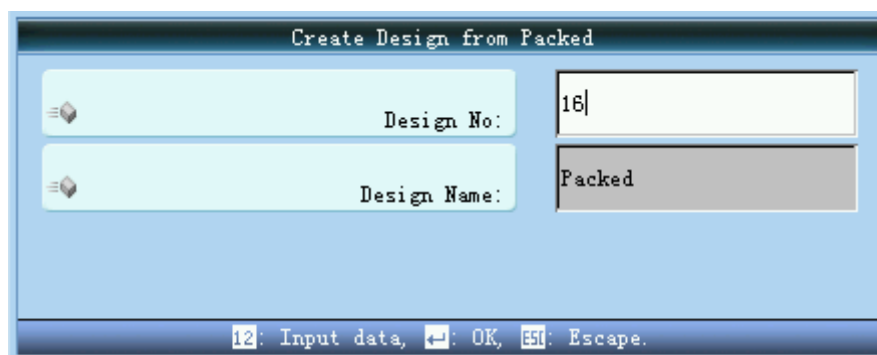 Create Design from Packed
Design No: 16
Design Name: Packed
12: Input data, ↵: OK, ESC: Escape.